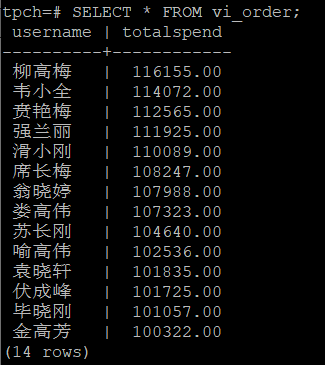 tpch=# SELECT * FROM vi_order;
username | totalspend
----------+------------
柳高梅 | 116155.00
韦小全 | 114072.00
贲艳梅 | 112565.00
强兰丽 | 111925.00
滑小刚 | 110089.00
席长梅 | 108247.00
翁晓婷 | 107988.00
娄高伟 | 107323.00
苏长刚 | 104640.00
喻高伟 | 102536.00
袁晓轩 | 101835.00
伏成峰 | 101725.00
毕晓刚 | 101057.00
金高芳 | 100322.00
(14 rows)